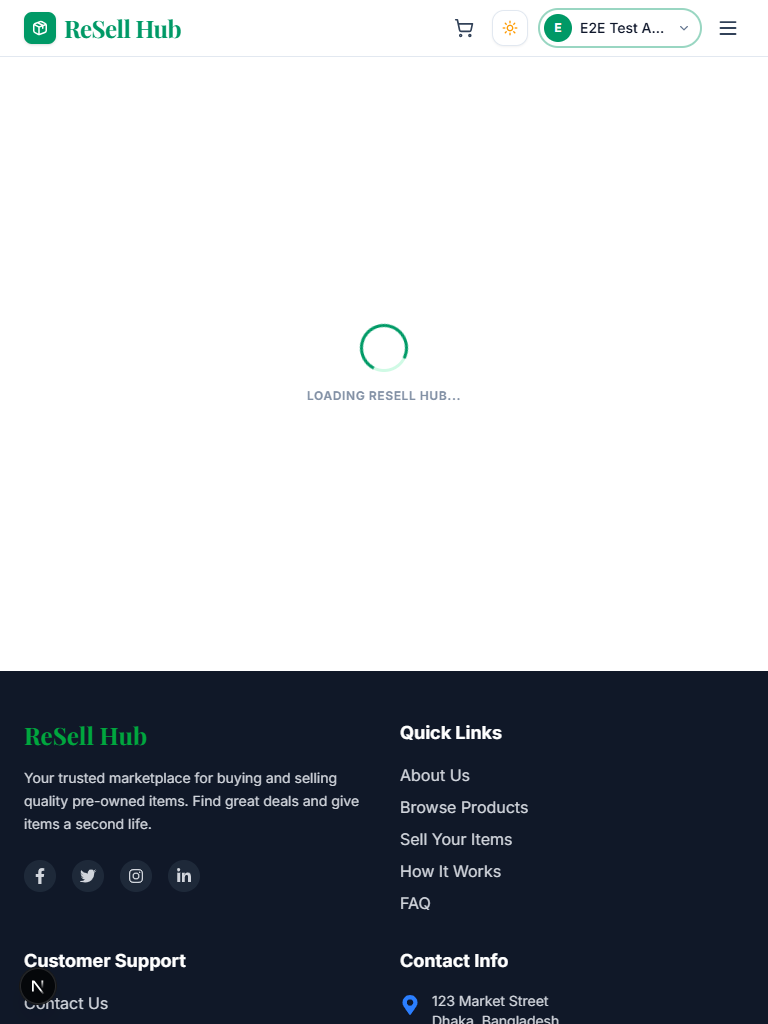 ReSell Hub
E
E2E Test A...
LOADING RESELL HUB...
ReSell Hub
Your trusted marketplace for buying and selling
quality pre-owned items. Find great deals and give
items a second life.
Quick Links
About Us
Browse Products
Sell Your Items
How It Works
FAQ
Customer Support
Contact Us
Contact Info
123 Market Street
Dhaka, Bangladesh
N